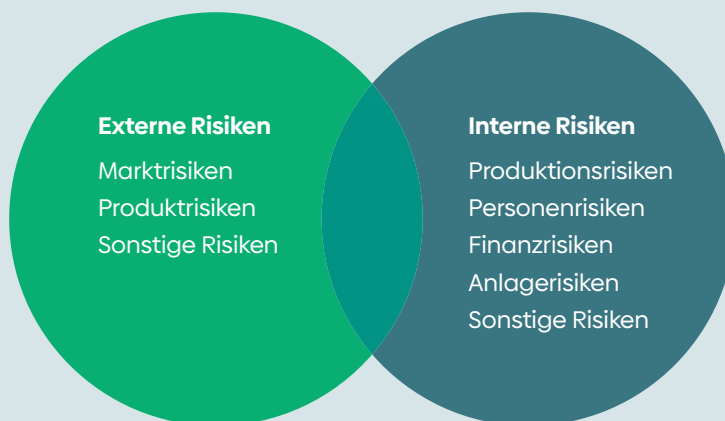 Externe Risiken
Marktrisiken
Produktrisiken
Sonstige Risiken
Interne Risiken
Produktionsrisiken
Personenrisiken
Finanzrisiken
Anlagerisiken
Sonstige Risiken